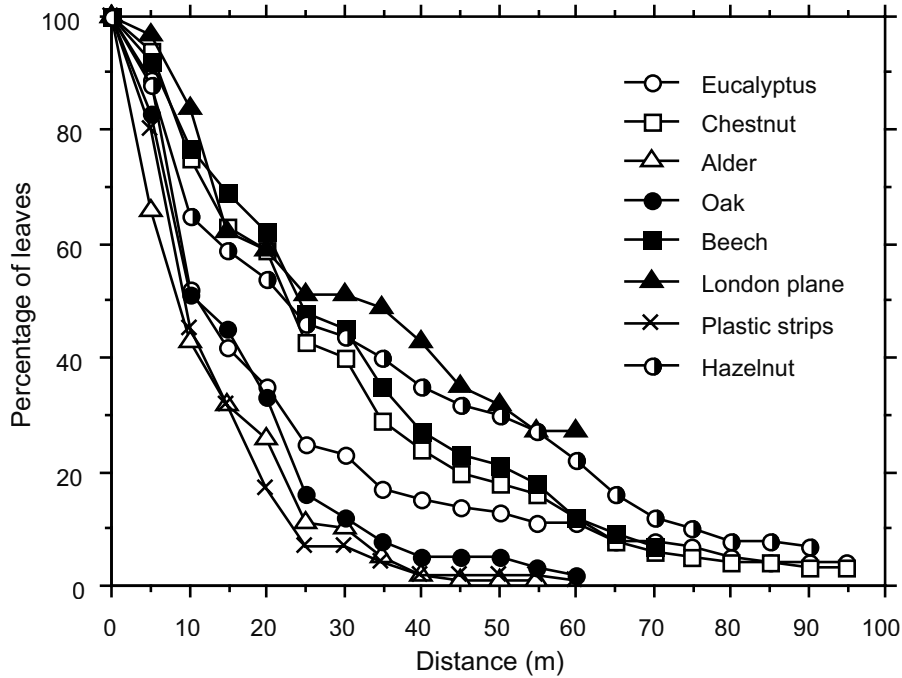 100
80
60
40
20
0
Percentage of leaves
Eucalyptus
Chestnut
Alder
Oak
Beech
London plane
Plastic strips
Hazelnut
0 10 20 30 40 50 60 70 80 90 100
Distance (m)